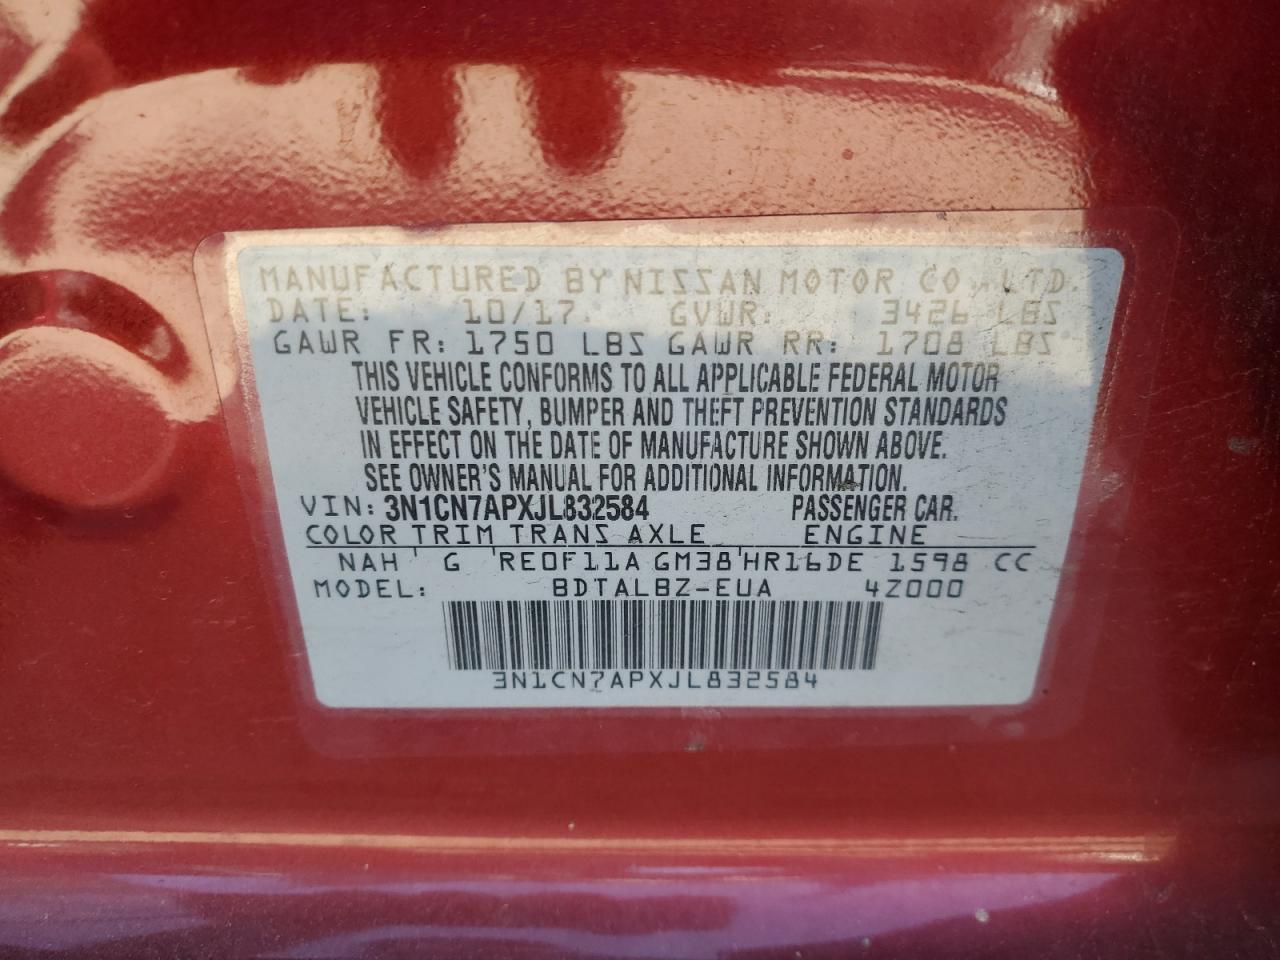 MANUFACTURED BY NISSAN MOTOR CO., LTD.
DATE: 10/17. GVWR: 3426 LBS
GAWR FR: 1750 LBS GAWR RR: 1708 LBS
THIS VEHICLE CONFORMS TO ALL APPLICABLE FEDERAL MOTOR
VEHICLE SAFETY, BUMPER AND THEFT PREVENTION STANDARDS
IN EFFECT ON THE DATE OF MANUFACTURE SHOWN ABOVE.
SEE OWNER'S MANUAL FOR ADDITIONAL INFORMATION.
VIN: 3N1CN7APXJL832584 PASSENGER CAR.
COLOR TRIM TRANS AXLE ENGINE
NAH ' G 'RE0F11A GM38'HR16DE 1598 CC
MODEL: BDTALBZ-EUA 4Z000
3N1CN7APXJL832584